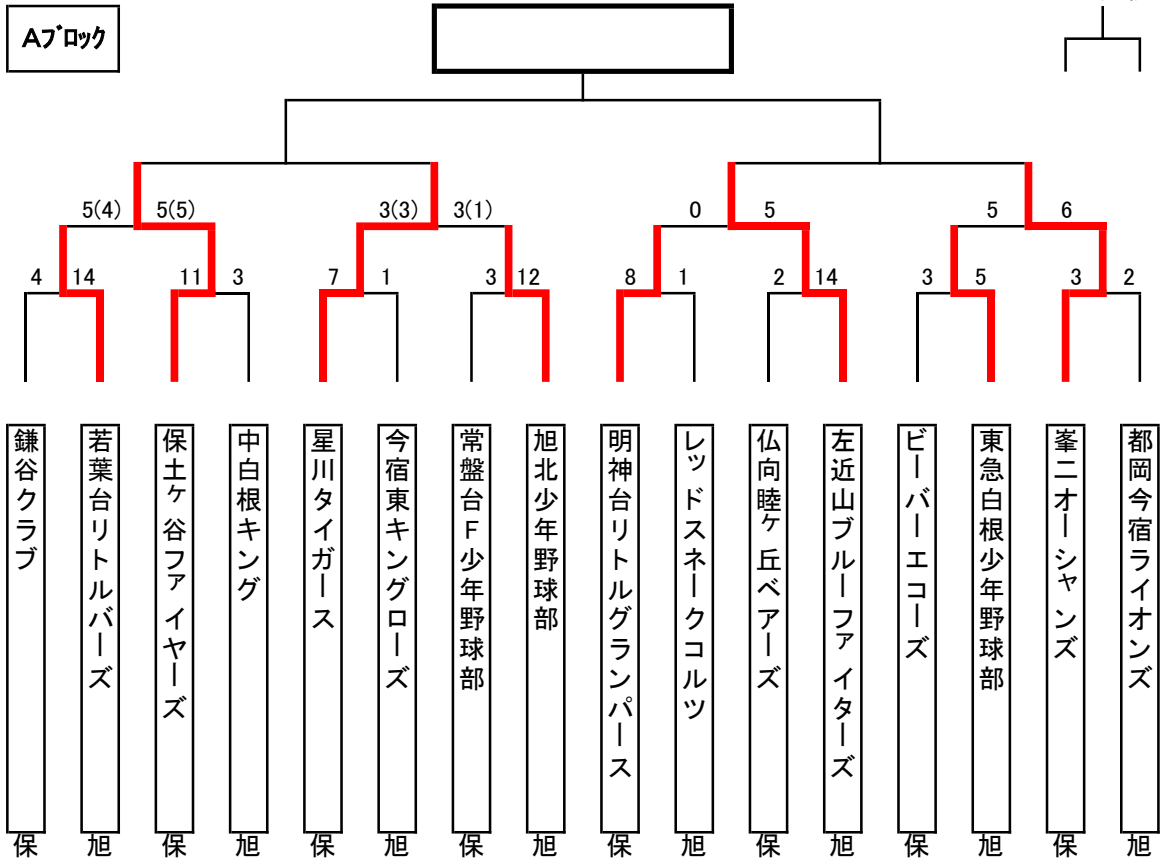 Aブロック
5(4) 5(5) 3(3) 3(1) 0 5 5 6
4 14 11 3 7 1 3 12 8 1 2 14 3 5 3 2
鎌谷クラブ
若葉台リトルバーズ
保土ヶ谷ファイヤーズ
中白根キング
星川タイガース
今宿東キングローズ
常盤台F少年野球部
旭北少年野球部
明神台リトルグランパース
レッドスネークコルツ
仏向睦ヶ丘ベアーズ
左近山ブルーファイターズ
ビーバーエコーズ
東急白根少年野球部
峯二オーシャンズ
都岡今宿ライオンズ
保 旭 保 旭 保 旭 保 旭 保 旭 保 旭 保 旭 保 旭